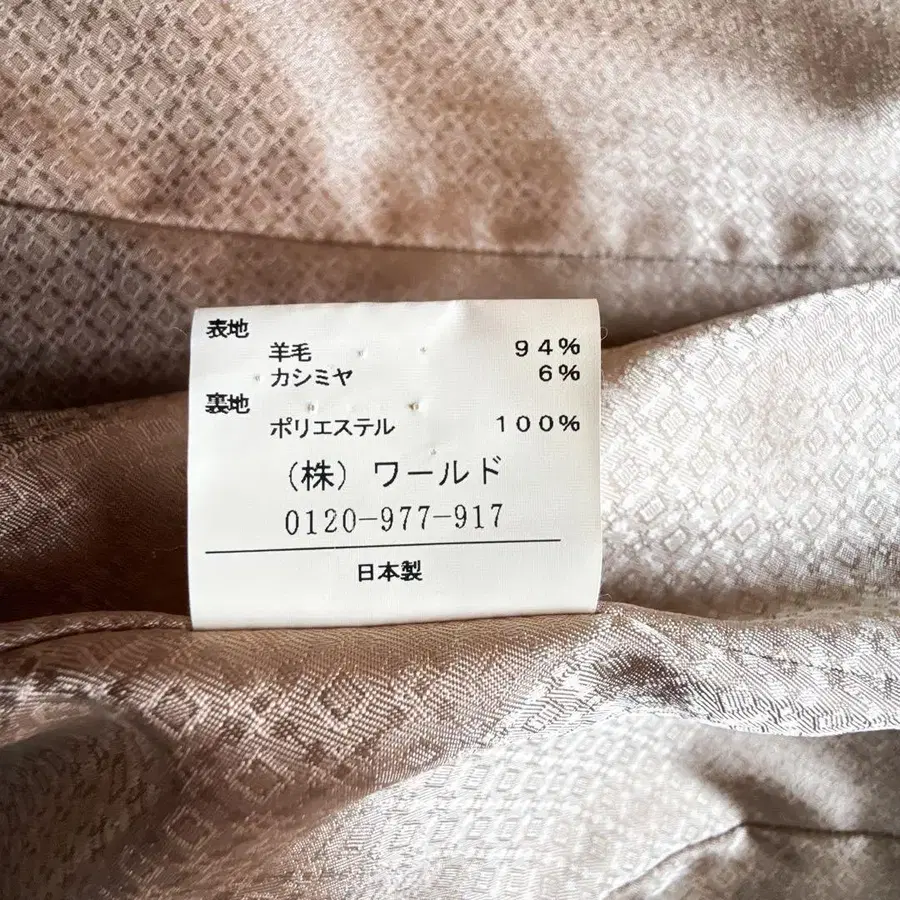 表地
羊毛 94%
カシミヤ 6%
裏地
ポリエステル 100%
(株) ワールド
0120-977-917
日本製